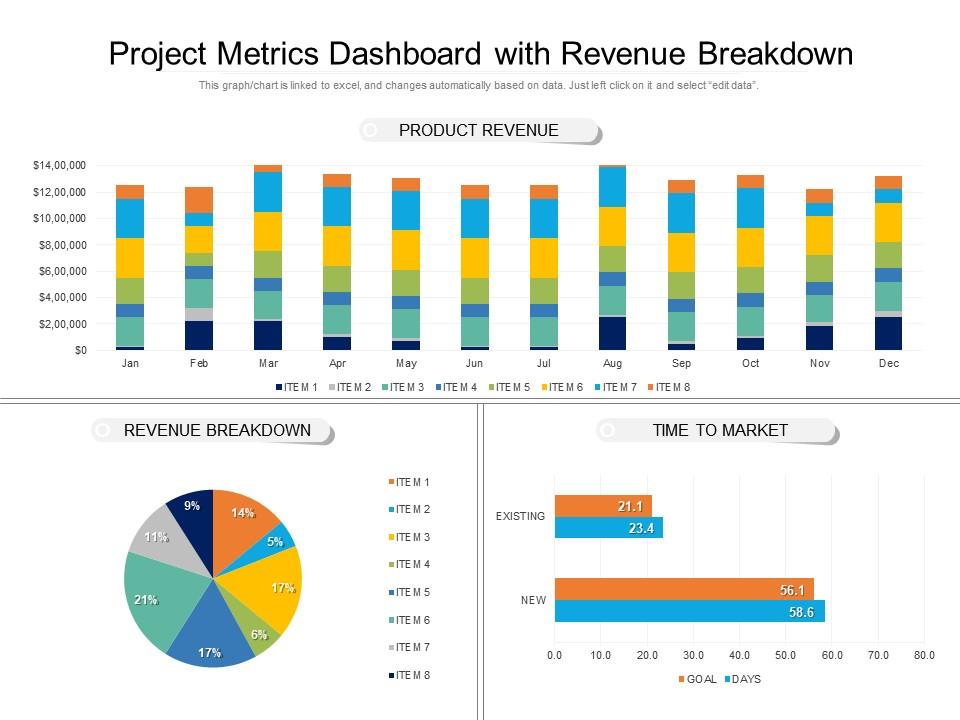 Project Metrics Dashboard with Revenue Breakdown
This graph/chart is linked to excel, and changes automatically based on data. Just left click on it and select “edit data”.
PRODUCT REVENUE
$14,00,000
$12,00,000
$10,00,000
$8,00,000
$6,00,000
$4,00,000
$2,00,000
$0
Jan Feb Mar Apr May Jun Jul Aug Sep Oct Nov Dec
ITEM 1 ITEM 2 ITEM 3 ITEM 4 ITEM 5 ITEM 6 ITEM 7 ITEM 8
REVENUE BREAKDOWN
14%
5%
17%
6%
17%
21%
11%
9%
ITEM 1
ITEM 2
ITEM 3
ITEM 4
ITEM 5
ITEM 6
ITEM 7
ITEM 8
TIME TO MARKET
EXISTING
21.1
23.4
NEW
56.1
58.6
0.0 10.0 20.0 30.0 40.0 50.0 60.0 70.0 80.0
GOAL DAYS